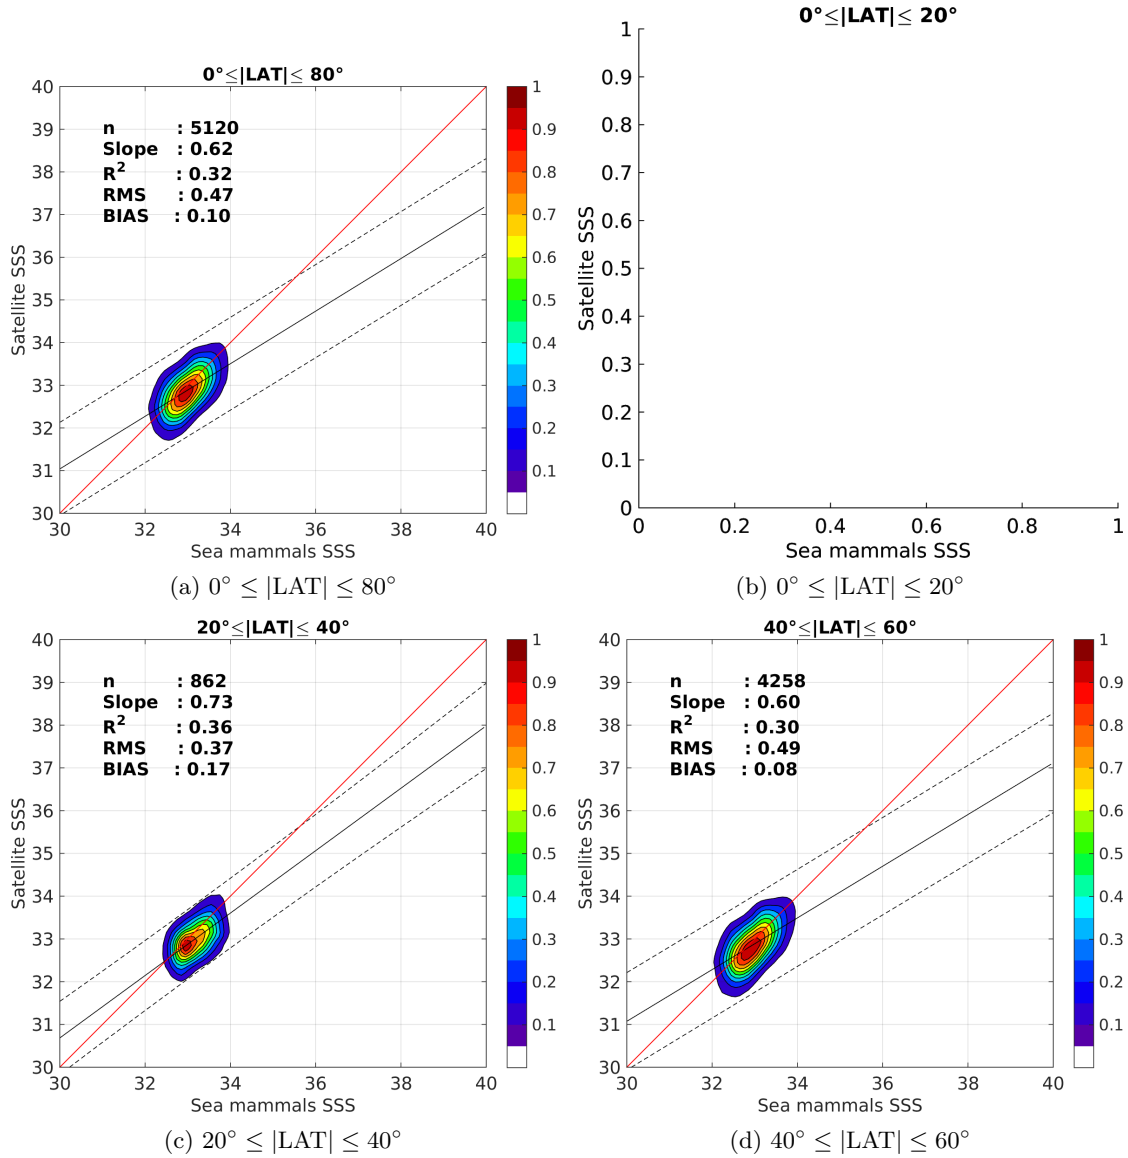 0°≤|LAT|≤ 80°
n : 5120
Slope : 0.62
R² : 0.32
RMS : 0.47
BIAS : 0.10
40
39
38
37
36
35
34
33
32
31
30
Satellite SSS
30 32 34 36 38 40
Sea mammals SSS
1
0.9
0.8
0.7
0.6
0.5
0.4
0.3
0.2
0.1
(a) 0° ≤ |LAT| ≤ 80°
0°≤|LAT|≤ 20°
1
0.9
0.8
0.7
0.6
0.5
0.4
0.3
0.2
0.1
0
Satellite SSS
0 0.2 0.4 0.6 0.8 1
Sea mammals SSS
(b) 0° ≤ |LAT| ≤ 20°
20°≤|LAT|≤ 40°
n : 862
Slope : 0.73
R² : 0.36
RMS : 0.37
BIAS : 0.17
40
39
38
37
36
35
34
33
32
31
30
Satellite SSS
30 32 34 36 38 40
Sea mammals SSS
1
0.9
0.8
0.7
0.6
0.5
0.4
0.3
0.2
0.1
(c) 20° ≤ |LAT| ≤ 40°
40°≤|LAT|≤ 60°
n : 4258
Slope : 0.60
R² : 0.30
RMS : 0.49
BIAS : 0.08
40
39
38
37
36
35
34
33
32
31
30
Satellite SSS
30 32 34 36 38 40
Sea mammals SSS
1
0.9
0.8
0.7
0.6
0.5
0.4
0.3
0.2
0.1
(d) 40° ≤ |LAT| ≤ 60°